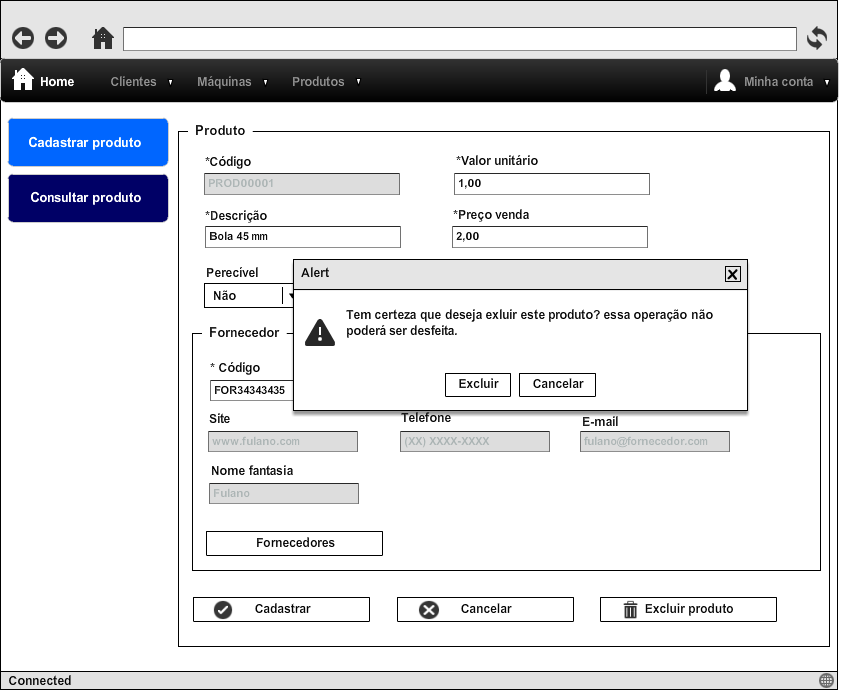 Home
Clientes
Máquinas
Produtos
Minha conta
Cadastrar produto
Consultar produto
Produto
*Código
*Valor unitário
PROD00001
1,00
*Descrição
*Preço venda
Bola 45 mm
2,00
Perecível
Não
Alert
Tem certeza que deseja exluir este produto? essa operação não
poderá ser desfeita.
Excluir
Cancelar
Fornecedor
* Código
FOR34343435
Site
Telefone
E-mail
www.fulano.com
(XX) XXXX-XXXX
fulano@fornecedor.com
Nome fantasia
Fulano
Fornecedores
Cadastrar
Cancelar
Excluir produto
Connected